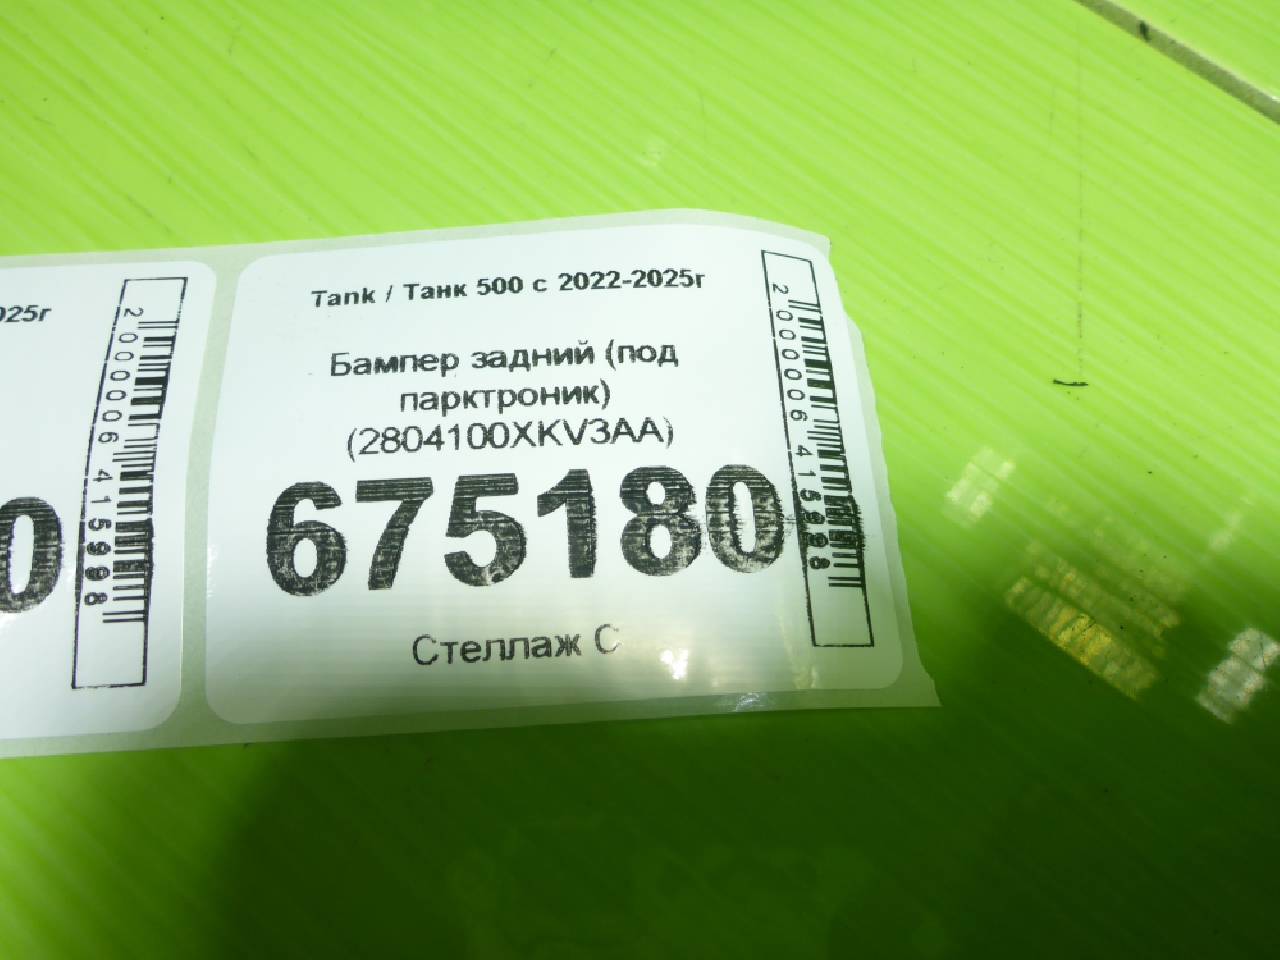 025г
2000006415998
0
Tank / Танк 500 с 2022-2025г
Бампер задний (под
парктроник)
(2804100XKV3AA)
675180
Стеллаж С
2000006415998